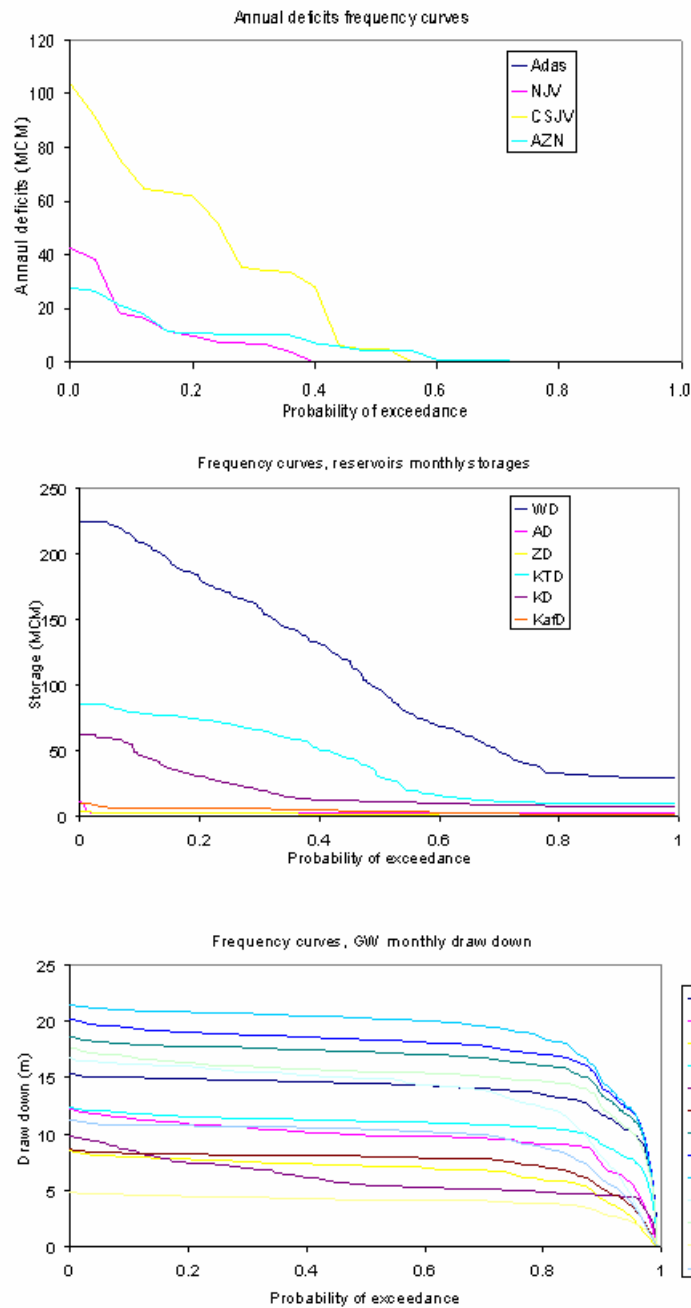 Annual deficits frequency curves
120
100
80
60
40
20
0
Annaul deficits (MCM)
Adas
NJV
CSJV
AZN
0.0 0.2 0.4 0.6 0.8 1.0
Probability of exceedance
Frequency curves, reservoirs monthly storages
250
200
150
100
50
0
Storage (MCM)
WD
AD
ZD
KTD
KD
KafD
0 0.2 0.4 0.6 0.8 1
Probability of exceedance
Frequency curves, GW monthly draw down
25
20
15
10
5
0
Draw down (m)
0 0.2 0.4 0.6 0.8 1
Probability of exceedance